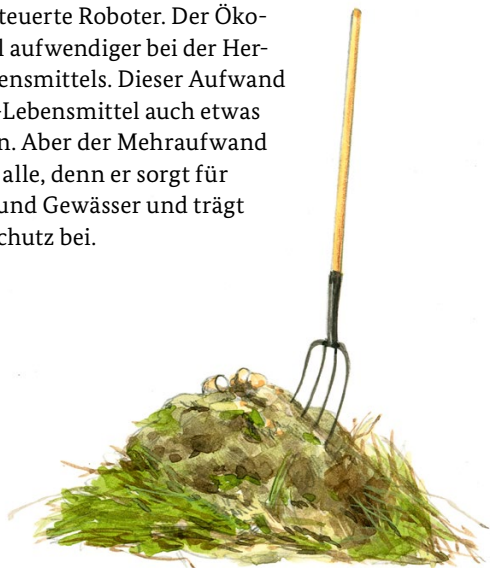 teuerte Roboter. Der Öko-
l aufwendiger bei der Her-
ensmittels. Dieser Aufwand
-Lebensmittel auch etwas
n. Aber der Mehraufwand
alle, denn er sorgt für
und Gewässer und trägt
chutz bei.